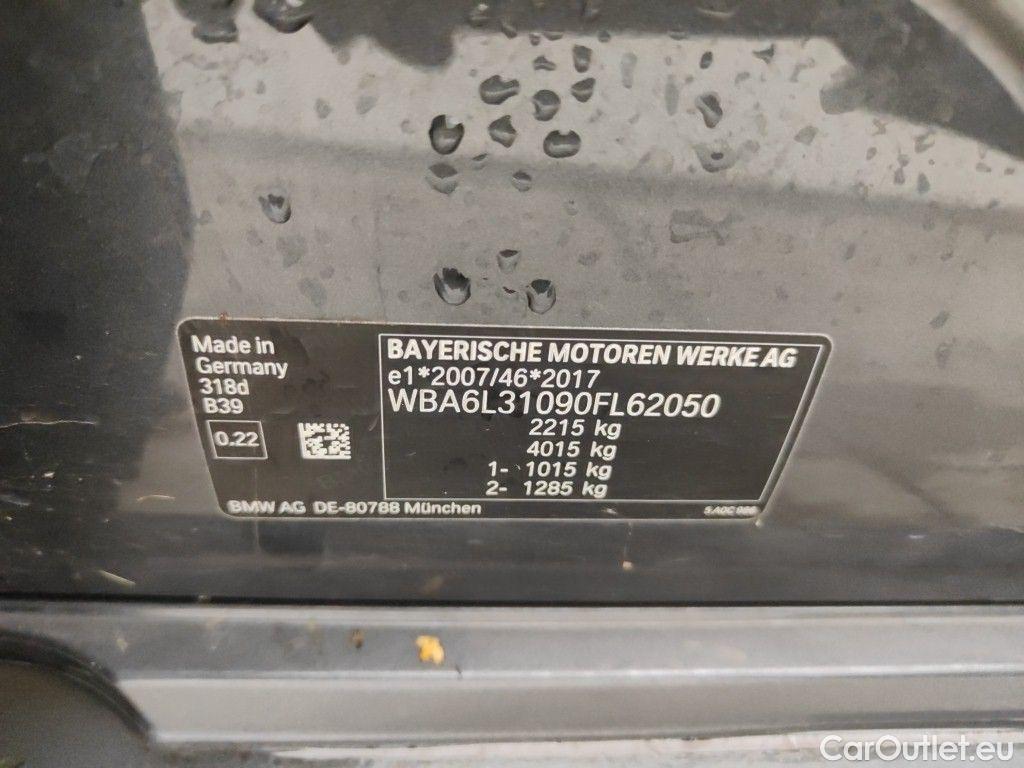 Made in
Germany
318d
B39
0.22
BAYERISCHE MOTOREN WERKE AG
e1*2007/46*2017
WBA6L31090FL62050
2215 kg
4015 kg
1- 1015 kg
2- 1285 kg
BMW AG DE-80788 München
CarOutlet.eu